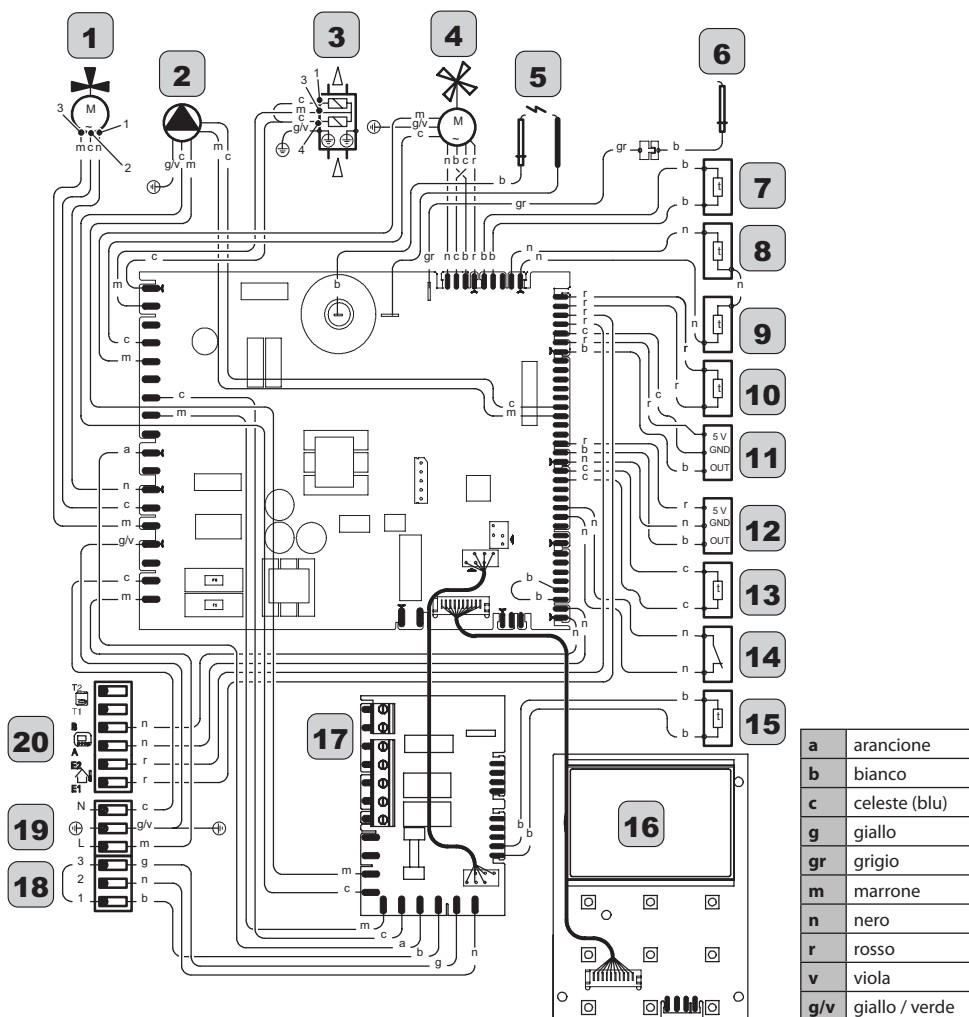 1
2
3
4
5
6
M
~
3
1
2
m c n
g/v
c
m
m
c
3
1
c
m
c
g/v
4
m
g/v
c
M
~
n b c r
b
gr
gr
b
b
b
7
n
n
8
n
n
9
r
r
10
c
m
gr
n c b r b b
b
c
m
c
m
a
n
c
m
g/v
c
m
r
r
r
r
c
r
b
c
m
r
b
n
c
c
n
n
b
b
n
n
c
r
5 V
GND
OUT
b
11
r
n
b
5 V
GND
OUT
12
c
c
13
n
n
14
b
b
15
T2
T1
B
A
E2
E1
n
n
r
r
20
N
L
c
g/v
m
19
3
2
1
g
n
b
18
17
m
c
m
c
a
b
g
n
b
b
16
a arancione
b bianco
c celeste (blu)
g giallo
gr grigio
m marrone
n nero
r rosso
v viola
g/v giallo / verde